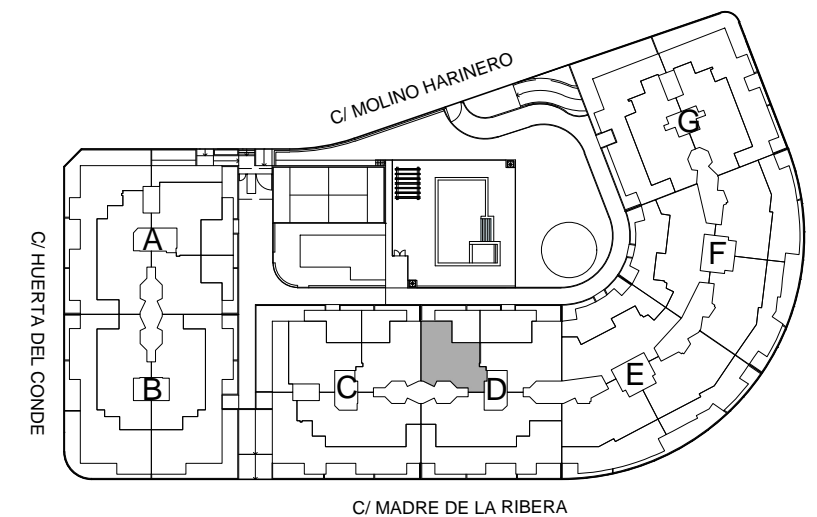 C/ MOLINO HARINERO
G
A
F
C/ HUERTA DEL CONDE
B
C
D
E
C/ MADRE DE LA RIBERA